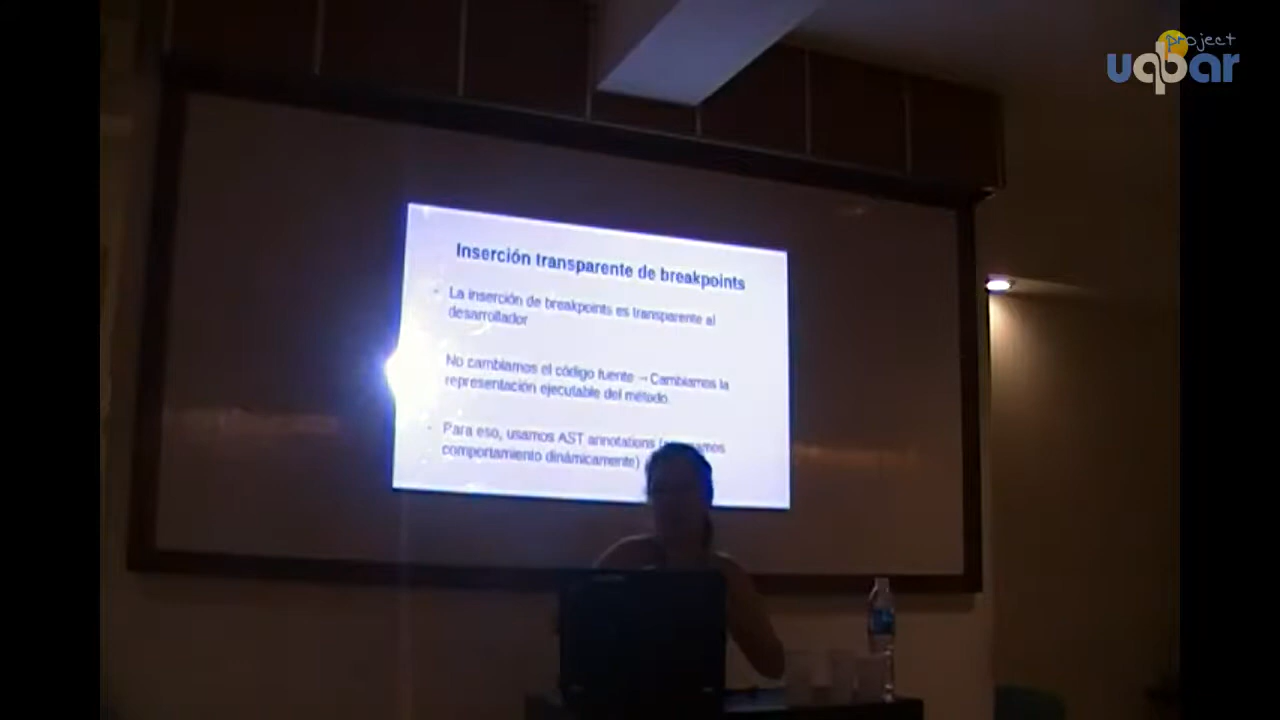 project
uqbar
Inserción transparente de breakpoints
- La inserción de breakpoints es transparente al
desarrollador
No cambiamos el código fuente → Cambiamos la
representación ejecutable del método.
- Para eso, usamos AST annotations
comportamiento dinámicamente)